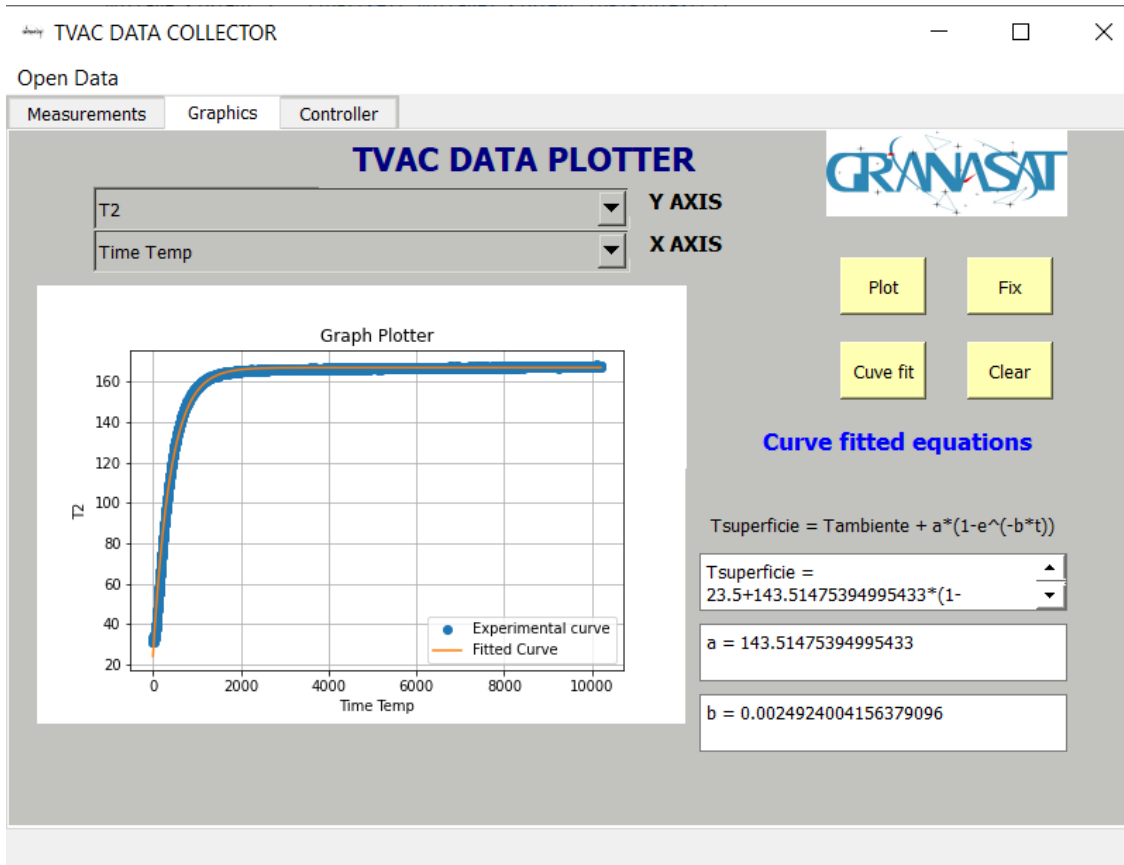 TVAC DATA COLLECTOR
Open Data
Measurements
Graphics
Controller
TVAC DATA PLOTTER
GRANASAT
T2
Y AXIS
Time Temp
X AXIS
Plot
Fix
Cuve fit
Clear
Graph Plotter
160
140
120
100
80
60
40
20
T2
Experimental curve
Fitted Curve
0
2000
4000
6000
8000
10000
Time Temp
Curve fitted equations
Tsuperficie = Tambiente + a*(1-e^(-b*t))
Tsuperficie =
23.5+143.51475394995433*(1-
a = 143.51475394995433
b = 0.0024924004156379096